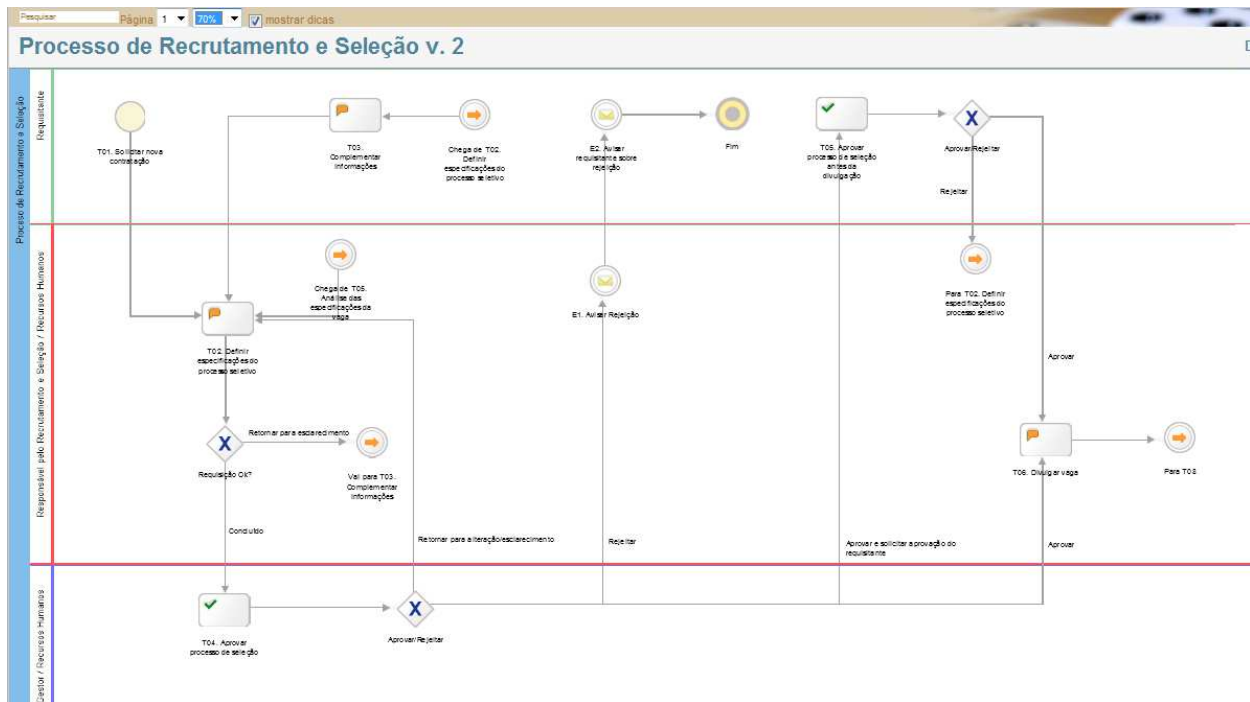 Pesquisar
Página 1 70% mostrar dicas
Processo de Recrutamento e Seleção v. 2
D
Processo de Recrutamento e Seleção
Requisitante
T01. Solicitar nova
contratação
T03.
Complementar
Informações
Chega de T02.
Definir
especificações do
processo seletivo
E2. Avisar
requisitante sobre
rejeição
Fim
T05. Aprovar
processo de seleção
antes da
divulgação
X
Aprovar/Rejeitar
Rejeitar
Responsável pelo Recrutamento e Seleção / Recursos Humanos
Chega de T05.
Análise das
especificações da
vaga
E1. Avisar Rejeição
Para T02. Definir
especificações do
processo seletivo
T02. Definir
especificações do
processo seletivo
Aprovar
X
Retornar para esclarecimento
Requisição Ok?
Vai para T03.
Complementar
Informações
T06. Divulgar vaga
Para T08
Concluído
Retornar para alteração/esclarecimento
Rejeitar
Aprovar e solicitar aprovação do
requisitante
Aprovar
Gestor / Recursos Humanos
X
T04. Aprovar
processo de seleção
Aprovar/Rejeitar